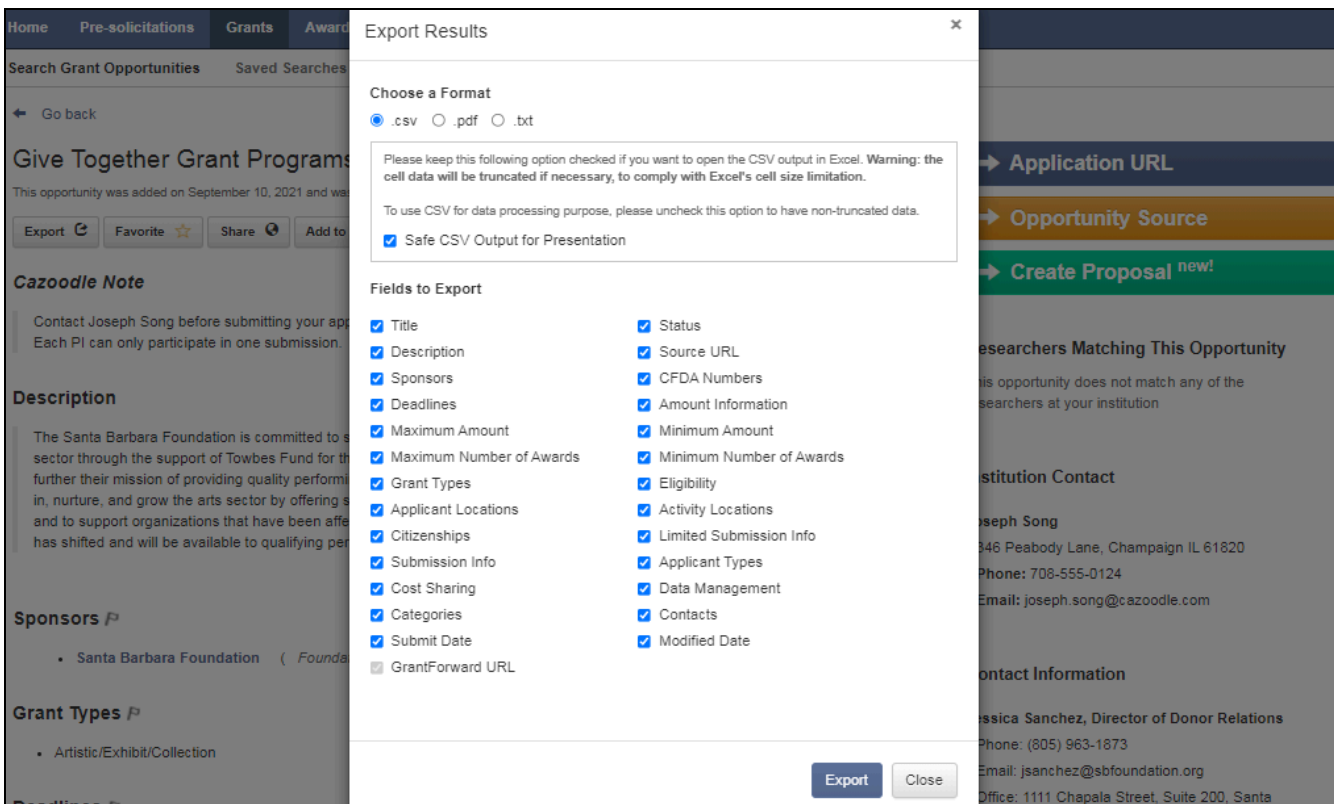 Home Pre-solicitations Grants Award
Search Grant Opportunities Saved Searches
Go back
Give Together Grant Programs
This opportunity was added on September 10, 2021 and was
Export Favorite Share Add to
Cazoodle Note
Contact Joseph Song before submitting your app
Each PI can only participate in one submission.
Description
The Santa Barbara Foundation is committed to s
sector through the support of Towbes Fund for th
further their mission of providing quality performi
in, nurture, and grow the arts sector by offering s
and to support organizations that have been affe
has shifted and will be available to qualifying per
Sponsors
Santa Barbara Foundation ( Founda
Grant Types
Artistic/Exhibit/Collection
Export Results
×
Choose a Format
.csv .pdf .txt
Please keep this following option checked if you want to open the CSV output in Excel. Warning: the
cell data will be truncated if necessary, to comply with Excel's cell size limitation.
To use CSV for data processing purpose, please uncheck this option to have non-truncated data.
Safe CSV Output for Presentation
Fields to Export
Title Status
Description Source URL
Sponsors CFDA Numbers
Deadlines Amount Information
Maximum Amount Minimum Amount
Maximum Number of Awards Minimum Number of Awards
Grant Types Eligibility
Applicant Locations Activity Locations
Citizenships Limited Submission Info
Submission Info Applicant Types
Cost Sharing Data Management
Categories Contacts
Submit Date Modified Date
GrantForward URL
Export Close
Application URL
Opportunity Source
Create Proposal new!
esearchers Matching This Opportunity
his opportunity does not match any of the
searchers at your institution
stitution Contact
oseph Song
346 Peabody Lane, Champaign IL 61820
Phone: 708-555-0124
Email: joseph.song@cazoodle.com
ontact Information
essica Sanchez, Director of Donor Relations
Phone: (805) 963-1873
Email: jsanchez@sbfoundation.org
Office: 1111 Chapala Street, Suite 200, Santa